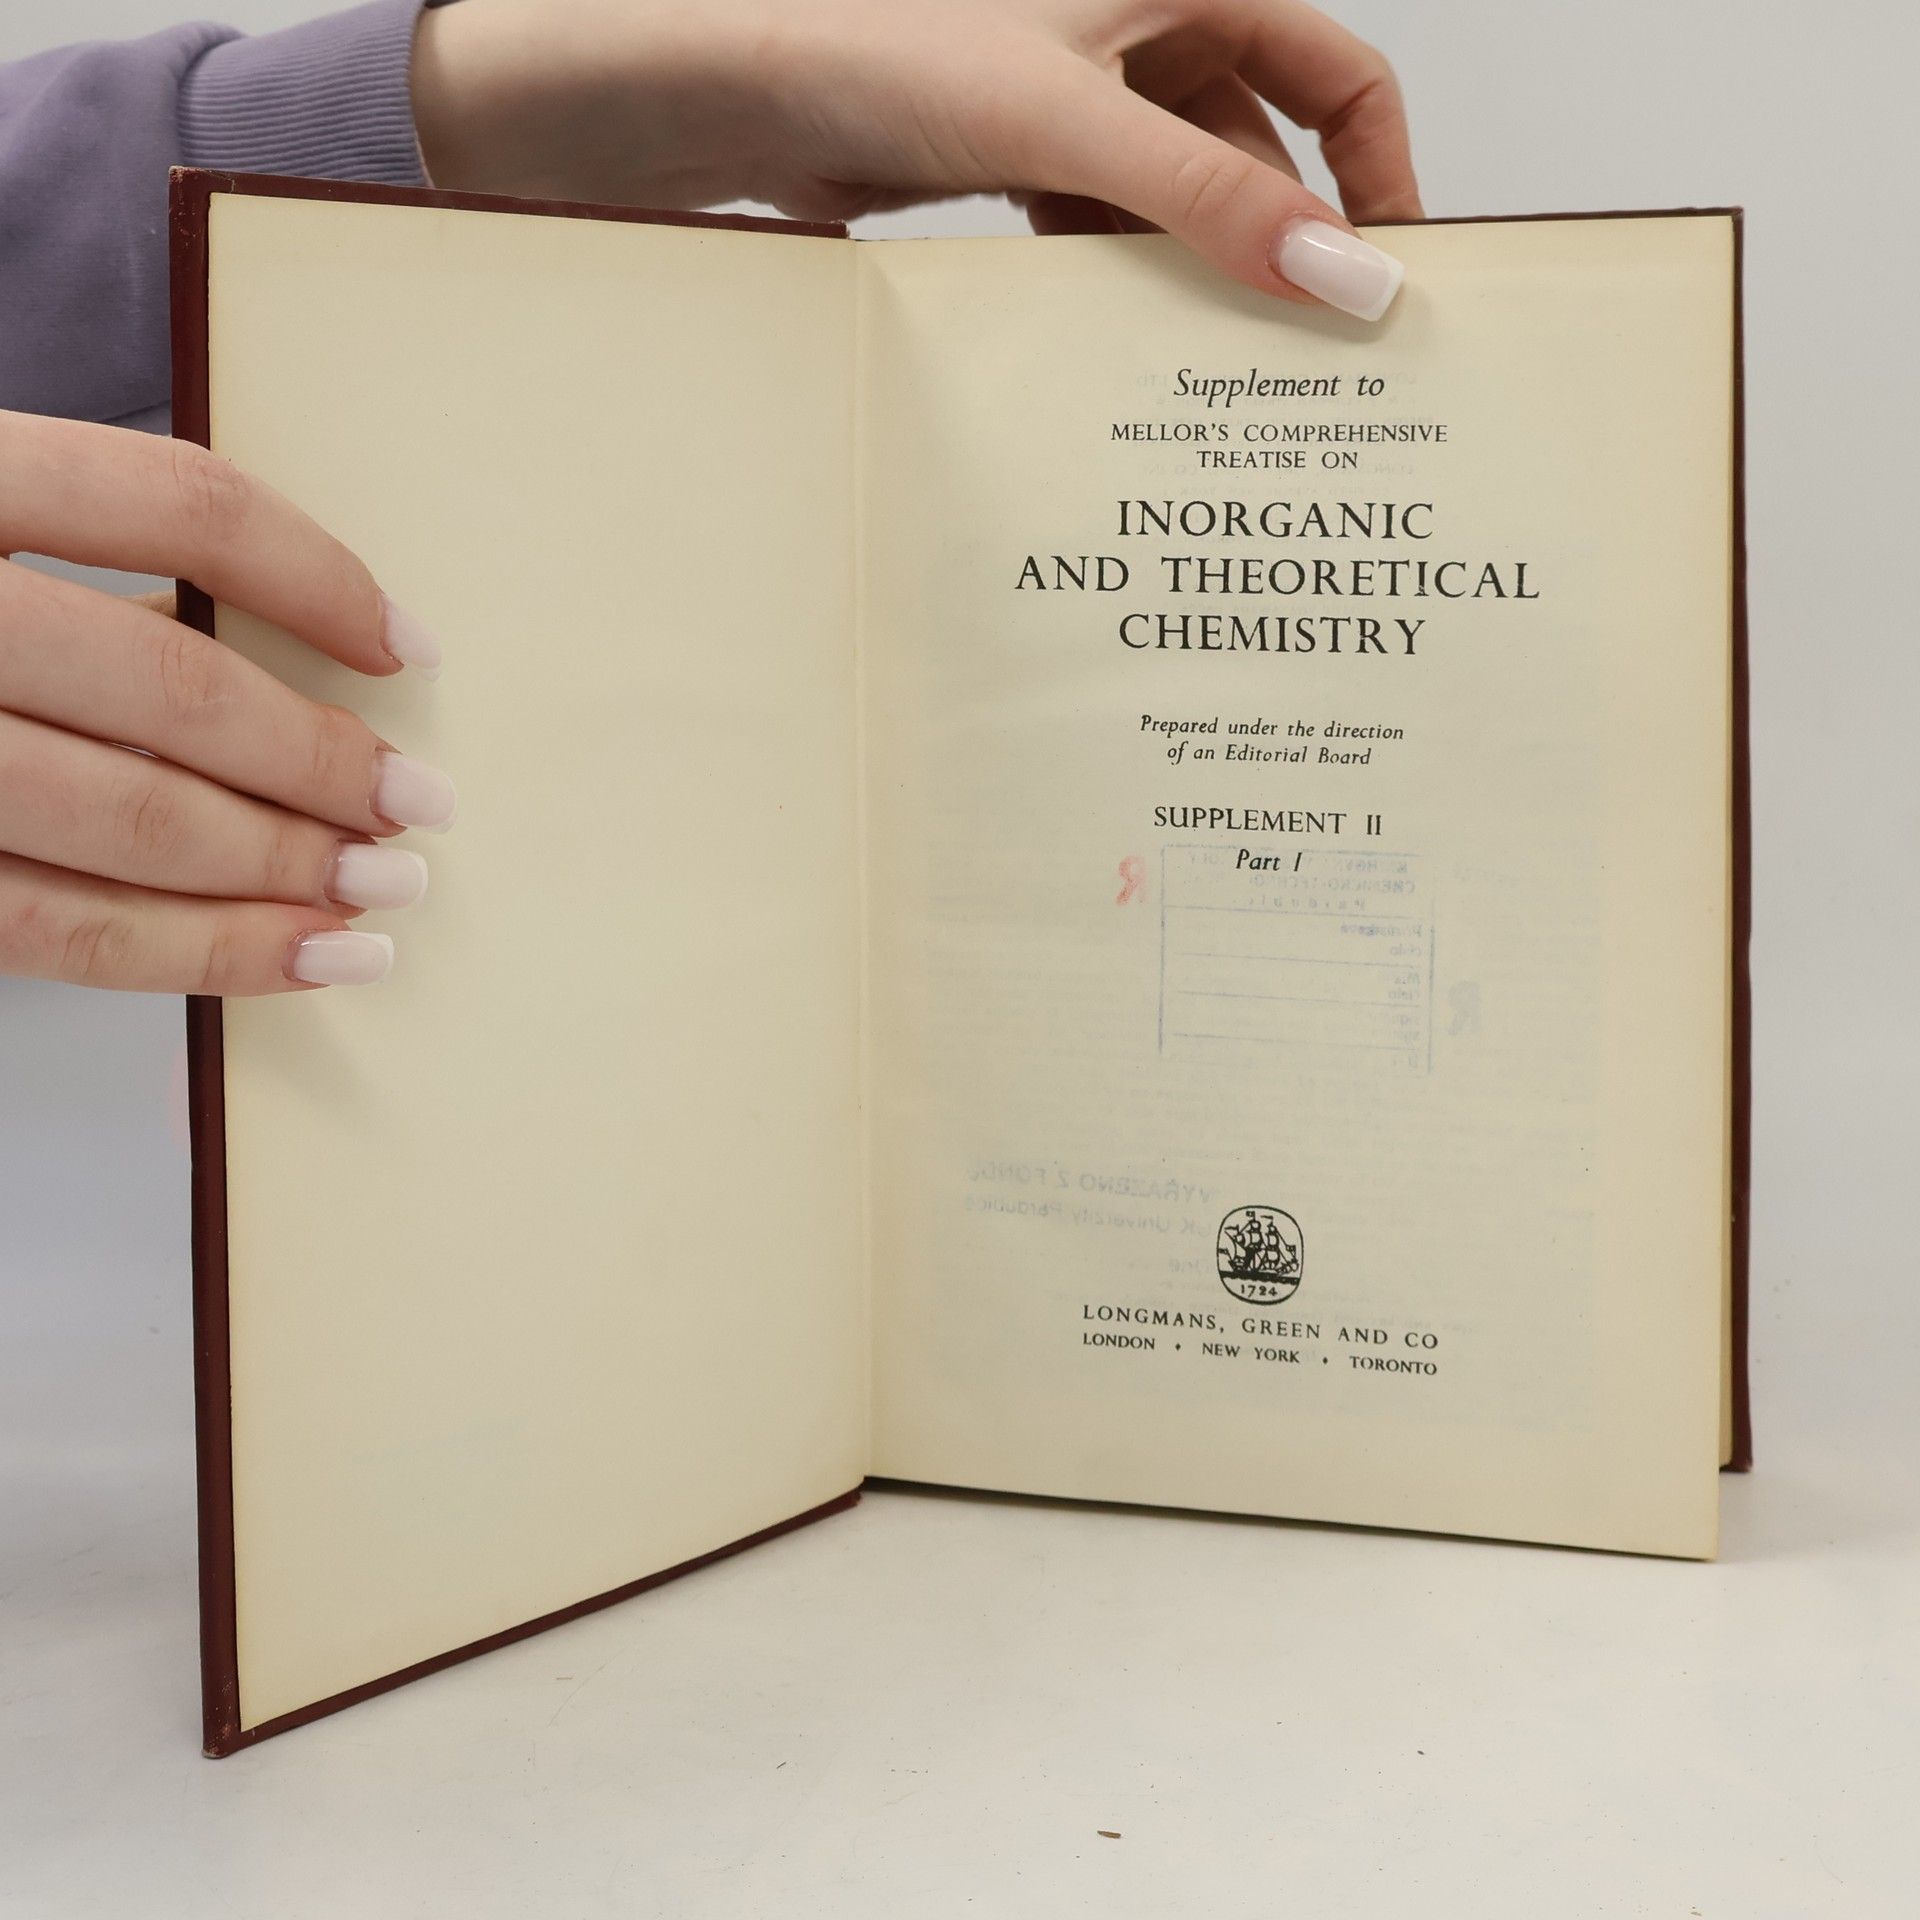 Supplement to
MELLOR'S COMPREHENSIVE
TREATISE ON
INORGANIC
AND THEORETICAL
CHEMISTRY
Prepared under the direction
of an Editorial Board
SUPPLEMENT II
Part I
1724
LONGMANS, GREEN AND CO
LONDON • NEW YORK • TORONTO